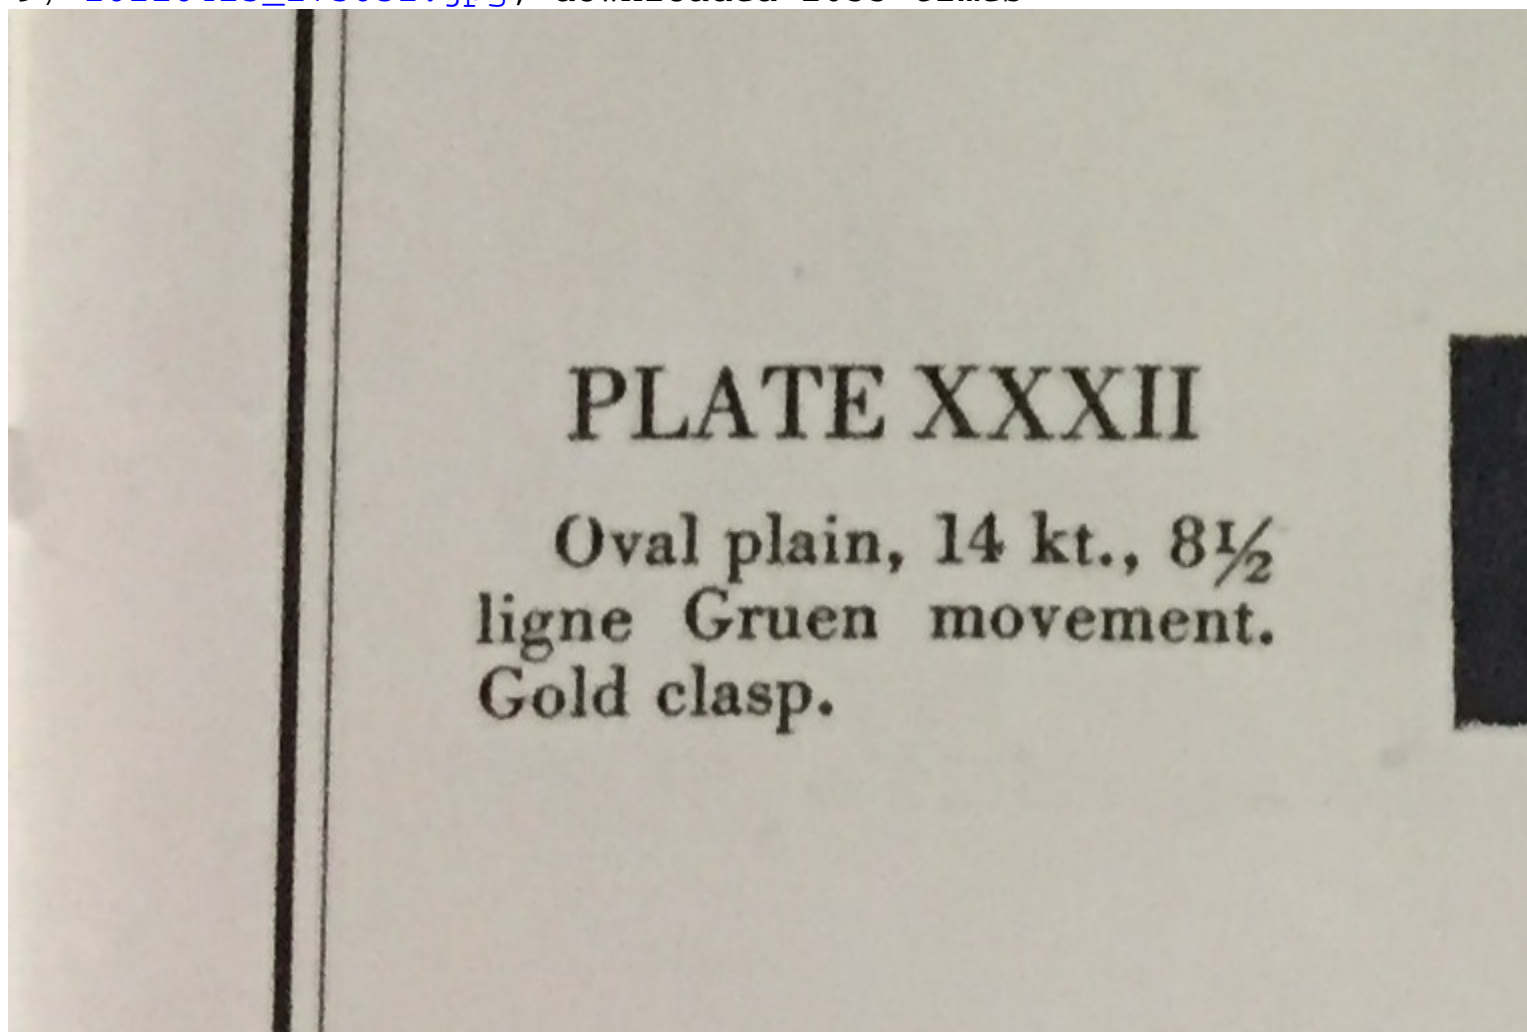 PLATE XXXII
Oval plain, 14 kt., 8½
ligne Gruen movement.
Gold clasp.